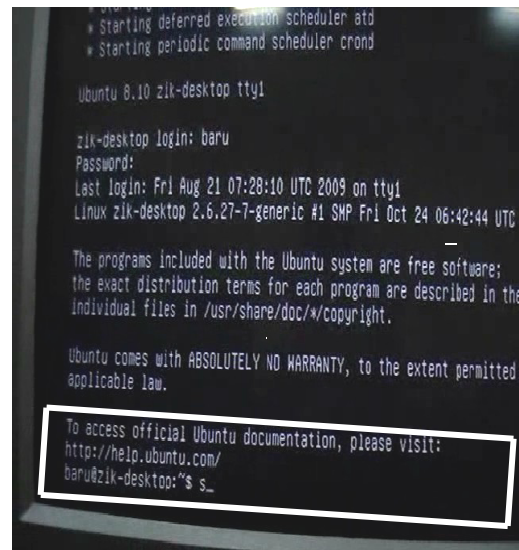 * Starting deferred execution scheduler atd
* Starting periodic command scheduler crond
Ubuntu 8.10 zik-desktop tty1
zik-desktop login: baru
Password:
Last login: Fri Aug 21 07:28:10 UTC 2009 on tty1
Linux zik-desktop 2.6.27-7-generic #1 SMP Fri Oct 24 06:42:44 UTC
The programs included with the Ubuntu system are free software;
the exact distribution terms for each program are described in the
individual files in /usr/share/doc/*/copyright.
Ubuntu comes with ABSOLUTELY NO WARRANTY, to the extent permitted
applicable law.
To access official Ubuntu documentation, please visit:
http://help.ubuntu.com/
baru@zik-desktop:~$ s_